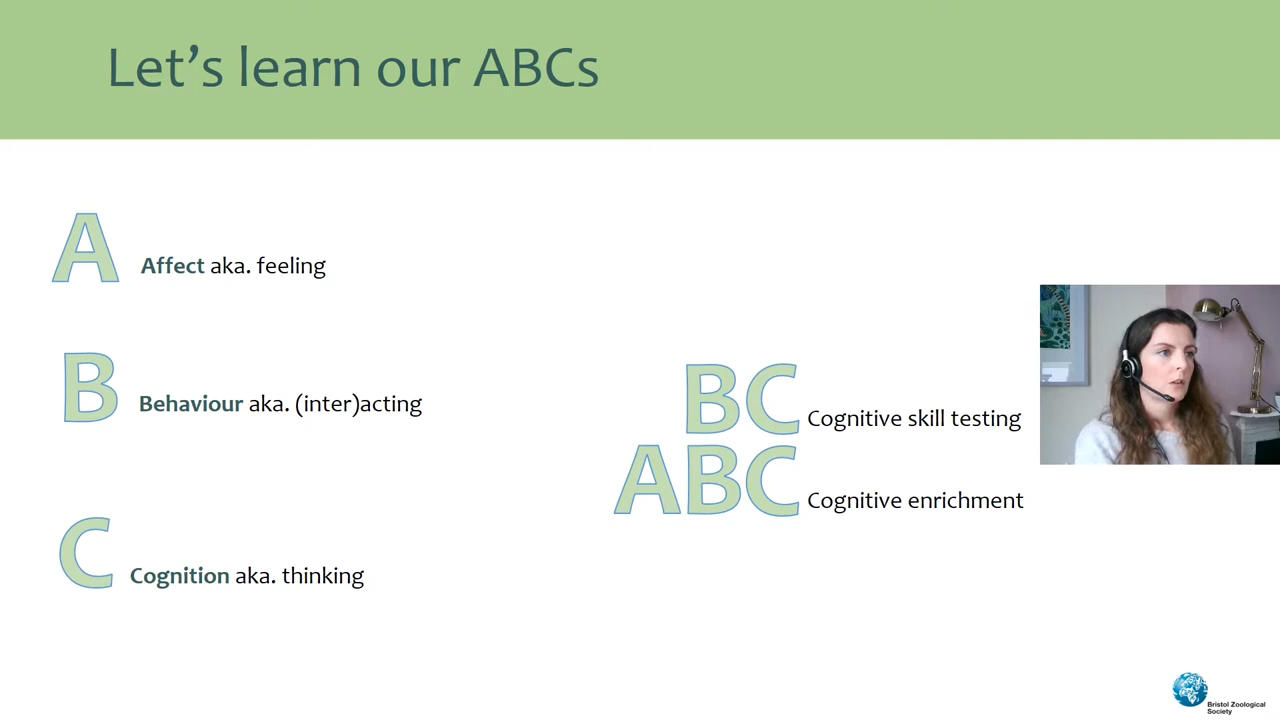 Let's learn our ABCs
A
Affect aka. feeling
B
Behaviour aka. (inter)acting
C
Cognition aka. thinking
BC
Cognitive skill testing
ABC
Cognitive enrichment
Bristol Zoological
Society